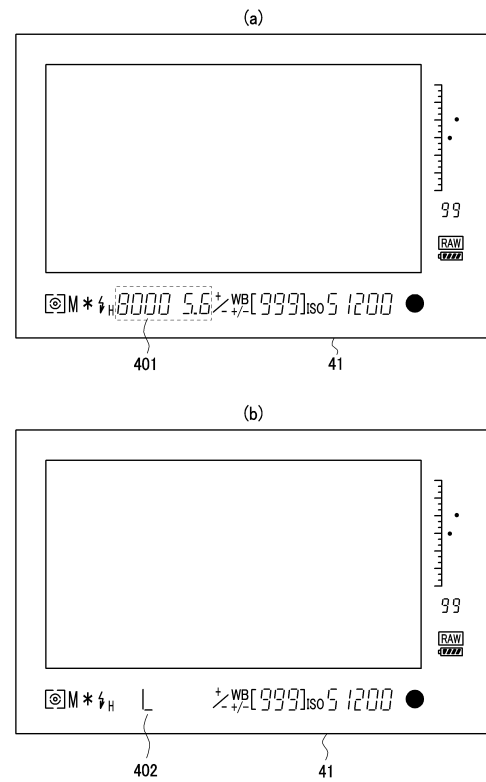 (a)
99
RAW
M * H 8000 5.6 +/- WB +/- [999] ISO 51200
401 41
(b)
99
RAW
M * H L +/- WB +/- [999] ISO 51200
402 41